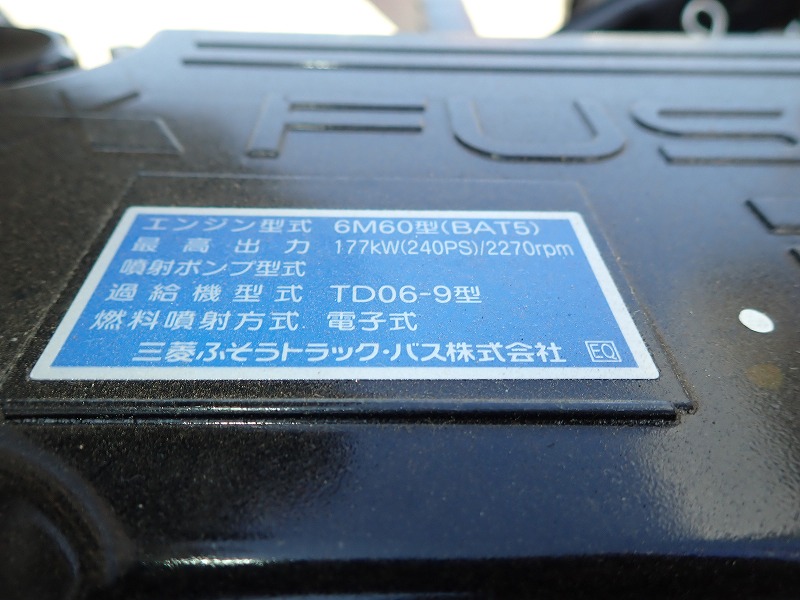 FUS
エンジン型式 6M60型(BAT5)
最高出力 177kW(240PS)/2270rpm
噴射ポンプ型式
過給機型式 TD06-9型
燃料噴射方式 電子式
三菱ふそうトラック・バス株式会社 EQ